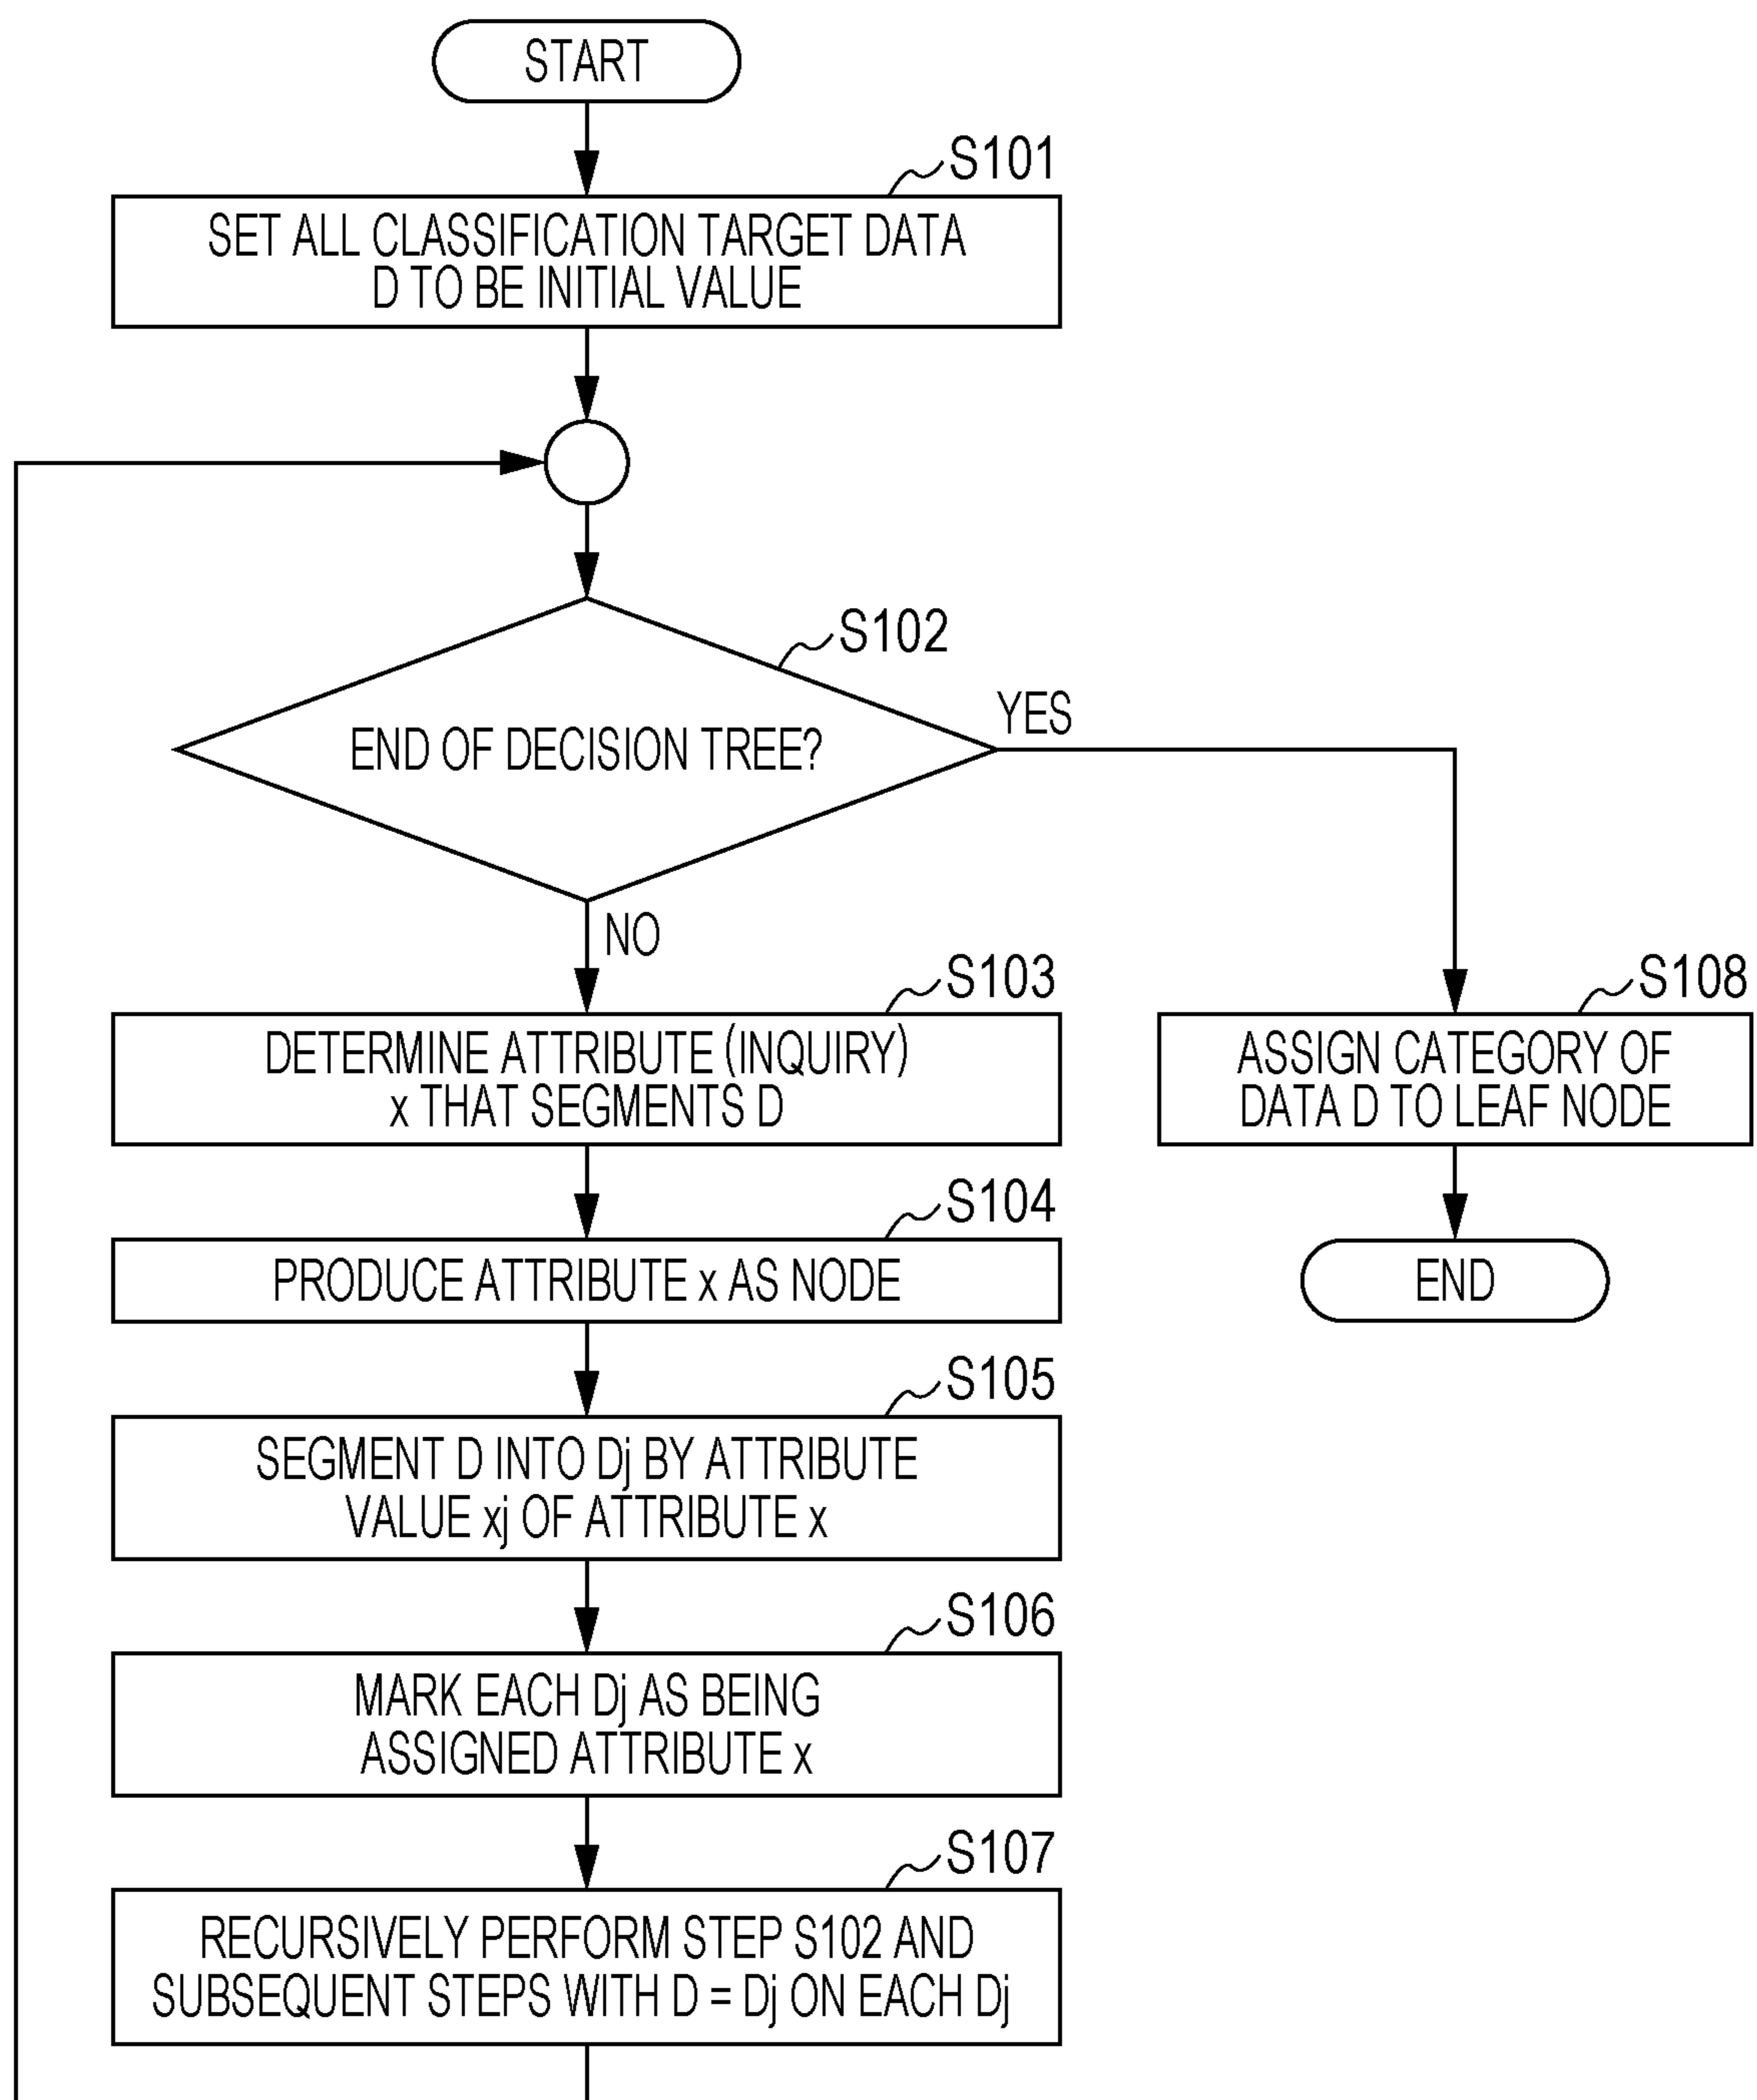 START
S101
SET ALL CLASSIFICATION TARGET DATA
D TO BE INITIAL VALUE
S102
END OF DECISION TREE?
YES
NO
S103
DETERMINE ATTRIBUTE (INQUIRY)
x THAT SEGMENTS D
S108
ASSIGN CATEGORY OF
DATA D TO LEAF NODE
S104
PRODUCE ATTRIBUTE x AS NODE
END
S105
SEGMENT D INTO Dj BY ATTRIBUTE
VALUE xj OF ATTRIBUTE x
S106
MARK EACH Dj AS BEING
ASSIGNED ATTRIBUTE x
S107
RECURSIVELY PERFORM STEP S102 AND
SUBSEQUENT STEPS WITH D = Dj ON EACH Dj